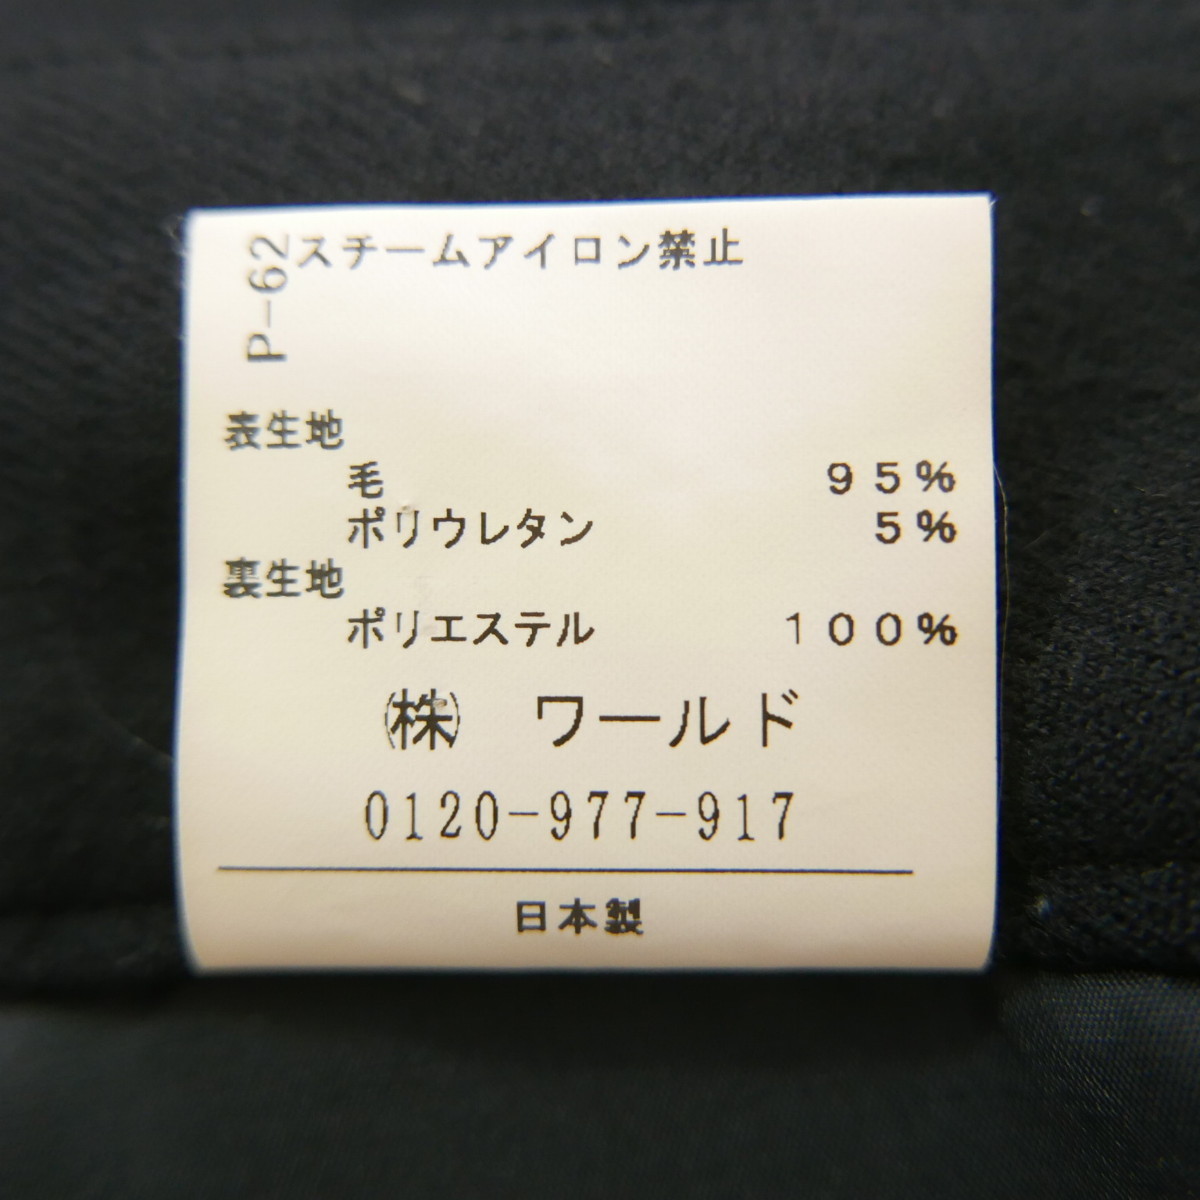 スチームアイロン禁止
P-62
表生地
毛 95%
ポリウレタン 5%
裏生地
ポリエステル 100%
㈱ ワールド
0120-977-917
日本製